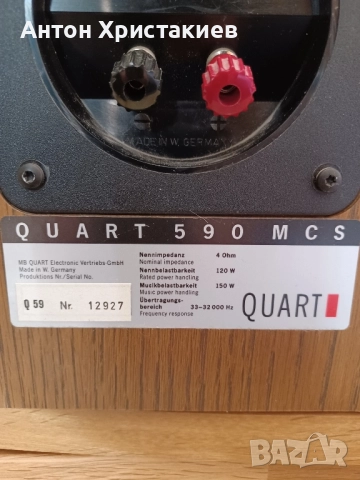 Антон Христакиев
MADE IN W. GERMANY
QUART 590 MCS
MB QUART Electronic Vertriebs-GmbH
Made in W. Germany
Produktions Nr./Serial No.
Q 59 Nr. 12927
Nennimpedanz 4 Ohm
Nominal impedance
Nennbelastbarkeit 120 W
Rated power handling
Musikbelastbarkeit 150 W
Music power handling
Übertragungs-
bereich 33-32000 Hz
Frequency response
QUART
bazar
БГ